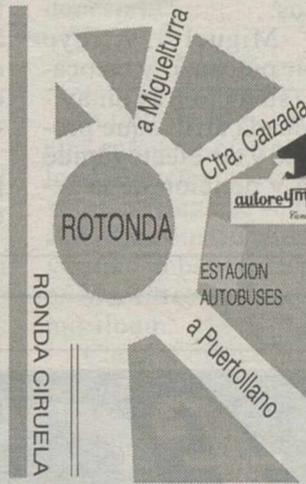 a Miguelturra
Ctra. Calzada
ROTONDA
ESTACION
AUTOBUSES
a Puertollano
RONDA CIRUELA